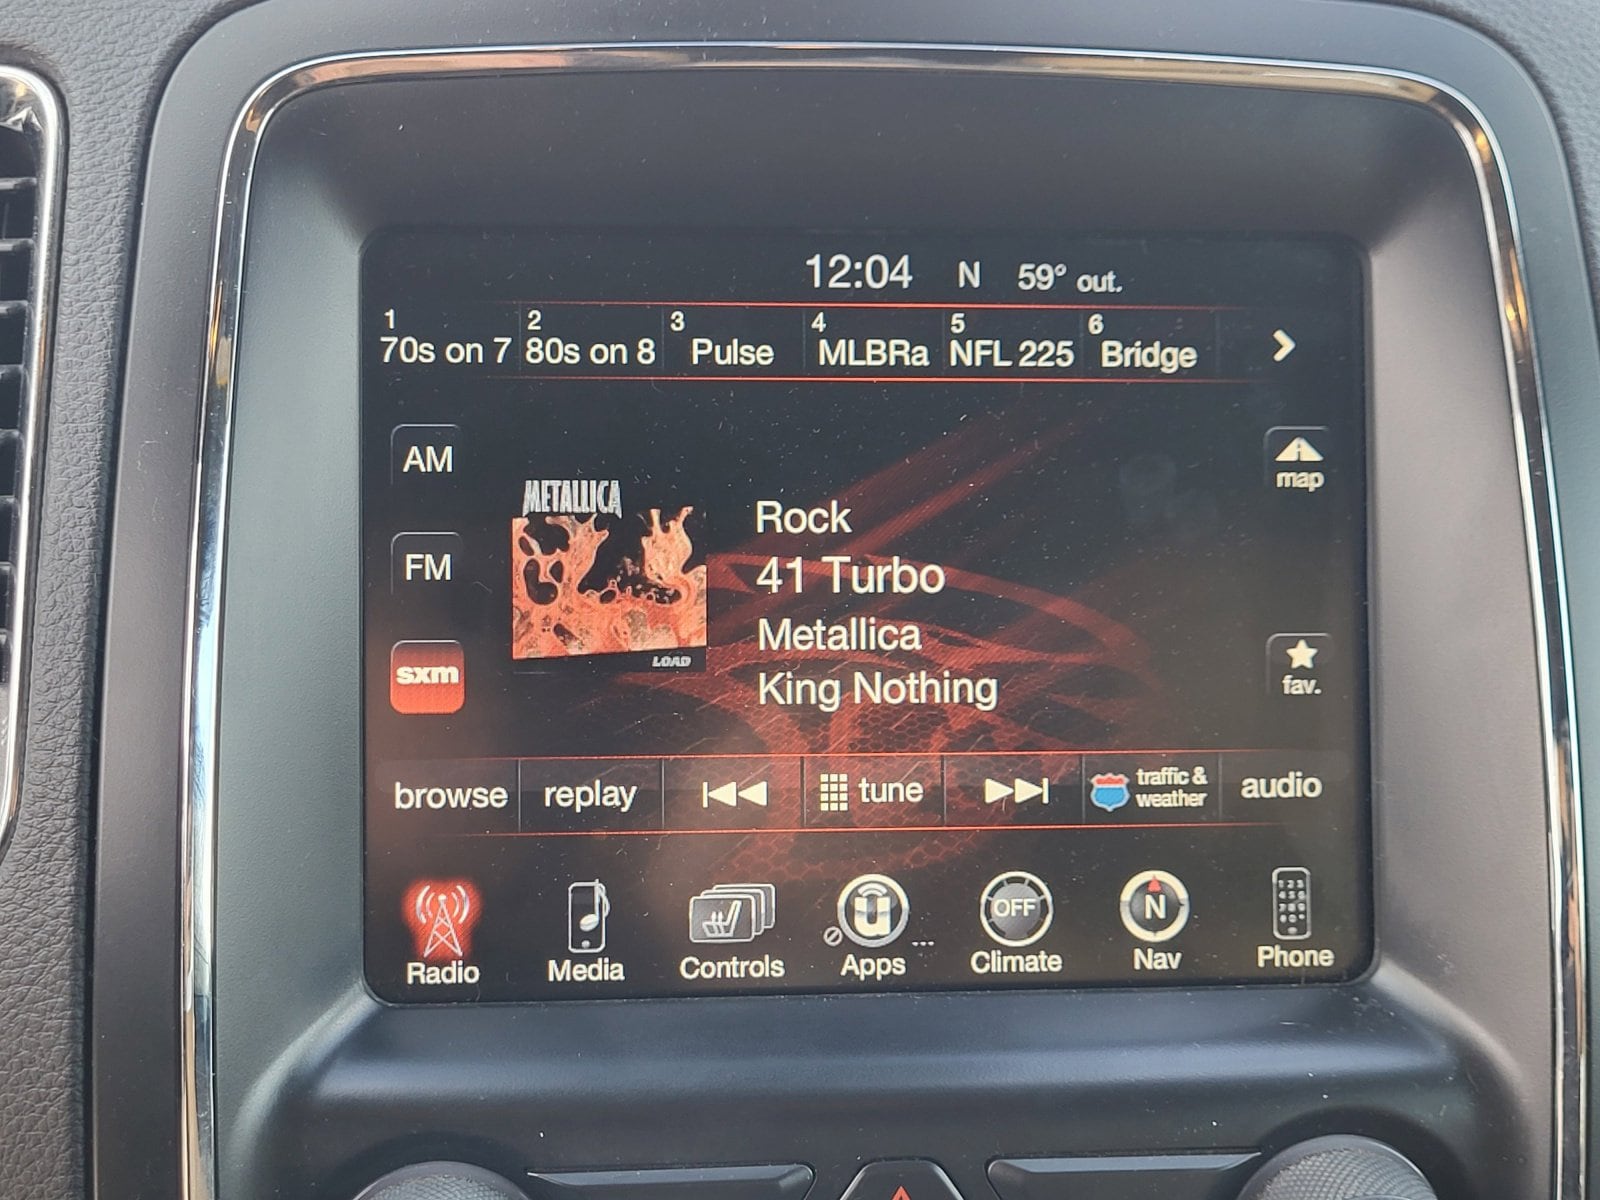 12:04 N 59° out.
1 2 3 4 5 6
70s on 7 80s on 8 Pulse MLBRa NFL 225 Bridge
AM
map
METALLICA
Rock
FM
41 Turbo
Metallica
sxm
LOAD
King Nothing
fav.
browse replay tune traffic & weather audio
OFF N
Radio Media Controls Apps Climate Nav Phone